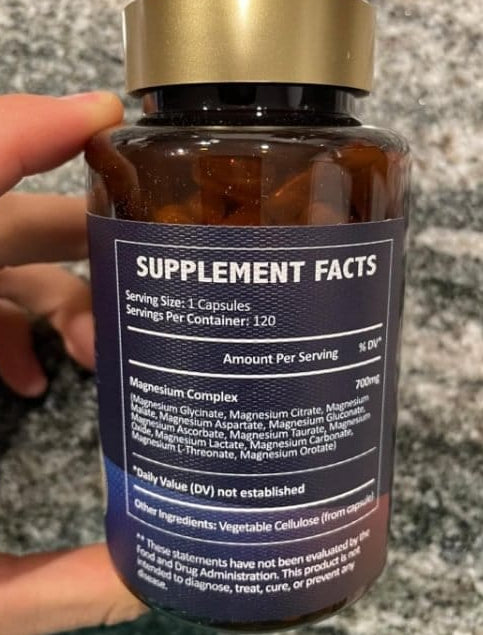 SUPPLEMENT FACTS
Serving Size: 1 Capsules
Servings Per Container: 120
Amount Per Serving % DV*
Magnesium Complex 700mg
(Magnesium Glycinate, Magnesium Citrate, Magnesium
Malate, Magnesium Aspartate, Magnesium Gluconate,
Magnesium Ascorbate, Magnesium Taurate, Magnesium
Oxide, Magnesium Lactate, Magnesium Carbonate,
Magnesium L-Threonate, Magnesium Orotate)
*Daily Value (DV) not established
Other Ingredients: Vegetable Cellulose (from capsule)
** These statements have not been evaluated by the
Food and Drug Administration. This product is not
intended to diagnose, treat, cure, or prevent any
disease.